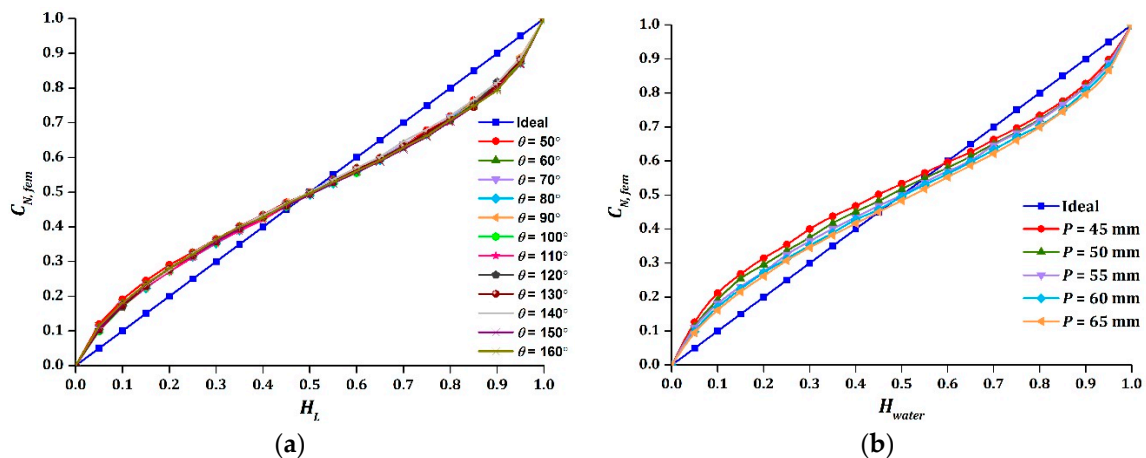 1.0
0.9
0.8
0.7
0.6
0.5
0.4
0.3
0.2
0.1
0.0
C_{N,fem}
0.0 0.1 0.2 0.3 0.4 0.5 0.6 0.7 0.8 0.9 1.0
H_L
Ideal
θ = 50°
θ = 60°
θ = 70°
θ = 80°
θ = 90°
θ = 100°
θ = 110°
θ = 120°
θ = 130°
θ = 140°
θ = 150°
θ = 160°
(a)
1.0
0.9
0.8
0.7
0.6
0.5
0.4
0.3
0.2
0.1
0.0
C_{N,fem}
0.0 0.1 0.2 0.3 0.4 0.5 0.6 0.7 0.8 0.9 1.0
H_{water}
Ideal
P = 45 mm
P = 50 mm
P = 55 mm
P = 60 mm
P = 65 mm
(b)